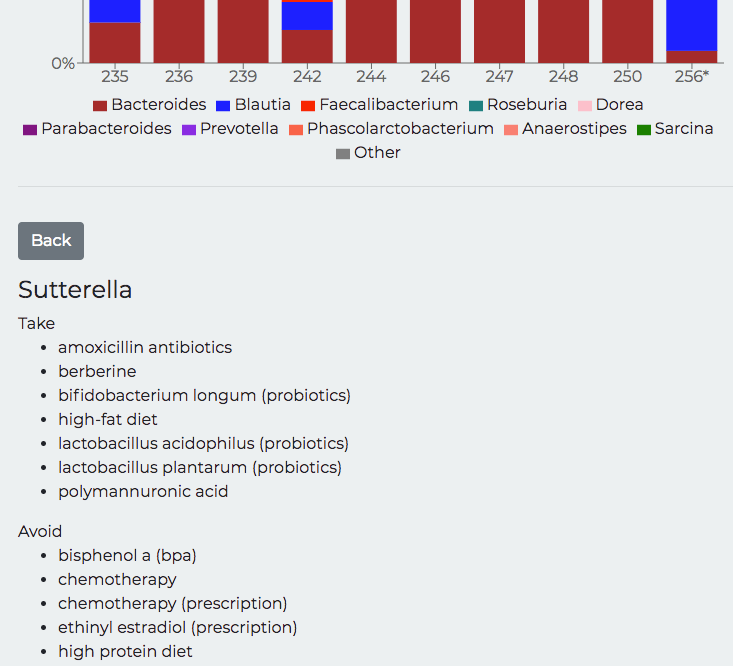 0%
235 236 239 242 244 246 247 248 250 256*
Bacteroides Blautia Faecalibacterium Roseburia Dorea
Parabacteroides Prevotella Phascolarctobacterium Anaerostipes Sarcina
Other
Back
Sutterella
Take
• amoxicillin antibiotics
• berberine
• bifidobacterium longum (probiotics)
• high-fat diet
• lactobacillus acidophilus (probiotics)
• lactobacillus plantarum (probiotics)
• polymannuronic acid
Avoid
• bisphenol a (bpa)
• chemotherapy
• chemotherapy (prescription)
• ethinyl estradiol (prescription)
• high protein diet